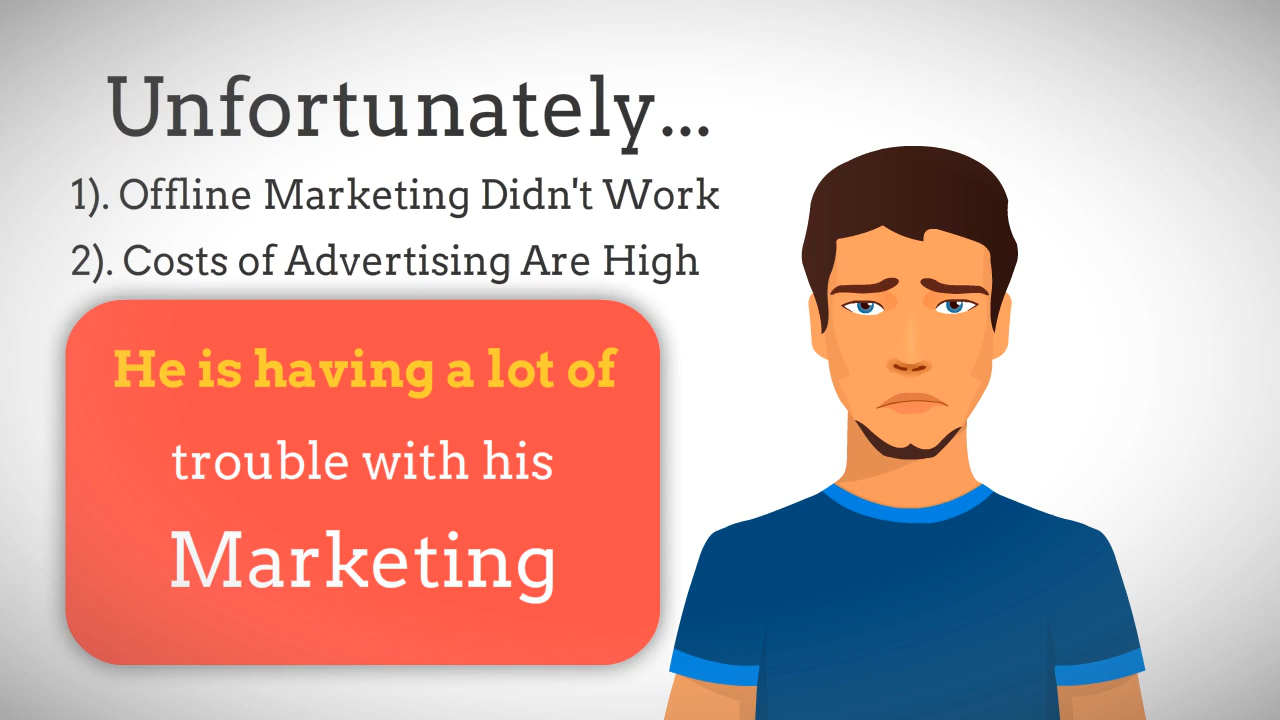 Unfortunately...
1). Offline Marketing Didn't Work
2). Costs of Advertising Are High
He is having a lot of
trouble with his
Marketing